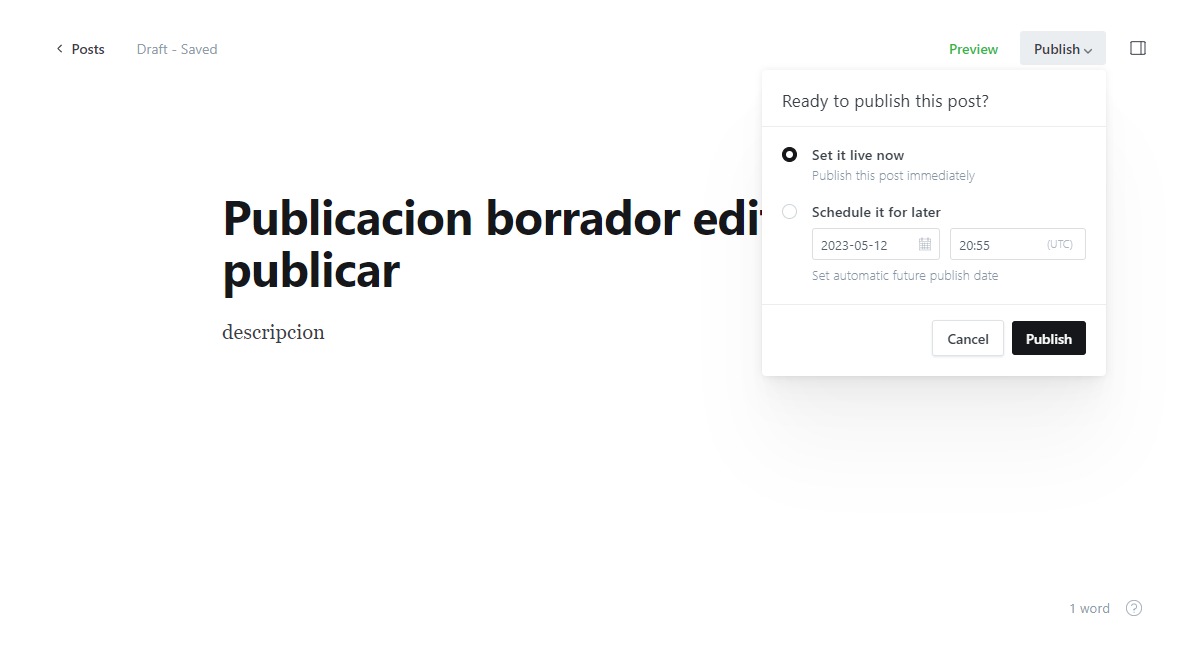 Posts Draft - Saved Preview Publish
Ready to publish this post?
Set it live now
Publish this post immediately
Schedule it for later
2023-05-12 20:55 (UTC)
Set automatic future publish date
Cancel Publish
Publicacion borrador
publicar
descripcion
1 word